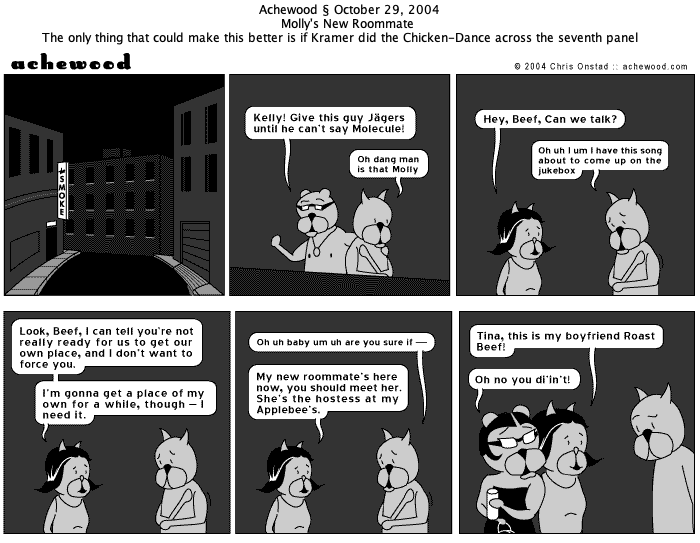 Achewood § October 29, 2004
Molly's New Roommate
The only thing that could make this better is if Kramer did the Chicken-Dance across the seventh panel
achewood
© 2004 Chris Onstad :: achewood.com
SMOKE
Kelly! Give this guy Jägers
until he can't say Molecule!
Oh dang man
is that Molly
Hey, Beef, Can we talk?
Oh uh I um I have this song
about to come up on the
jukebox
Look, Beef, I can tell you're not
really ready for us to get our
own place, and I don't want to
force you.
I'm gonna get a place of my
own for a while, though — I
need it.
Oh uh baby um uh are you sure if —
My new roommate's here
now, you should meet her.
She's the hostess at my
Applebee's.
Tina, this is my boyfriend Roast
Beef!
Oh no you di'in't!